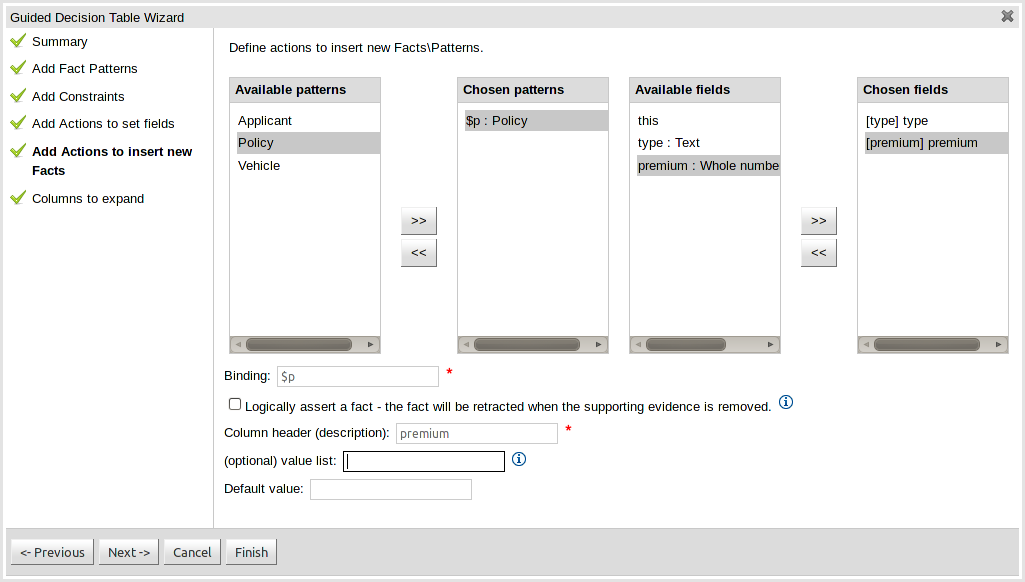 Guided Decision Table Wizard
Summary
Add Fact Patterns
Add Constraints
Add Actions to set fields
Add Actions to insert new
Facts
Columns to expand
Define actions to insert new Facts\Patterns.
Available patterns
Applicant
Policy
Vehicle
>>
<<
Chosen patterns
$p : Policy
Available fields
this
type : Text
premium : Whole numbe
>>
<<
Chosen fields
[type] type
[premium] premium
Binding: $p *
Logically assert a fact - the fact will be retracted when the supporting evidence is removed.
Column header (description): premium *
(optional) value list:
Default value:
<- Previous Next -> Cancel Finish